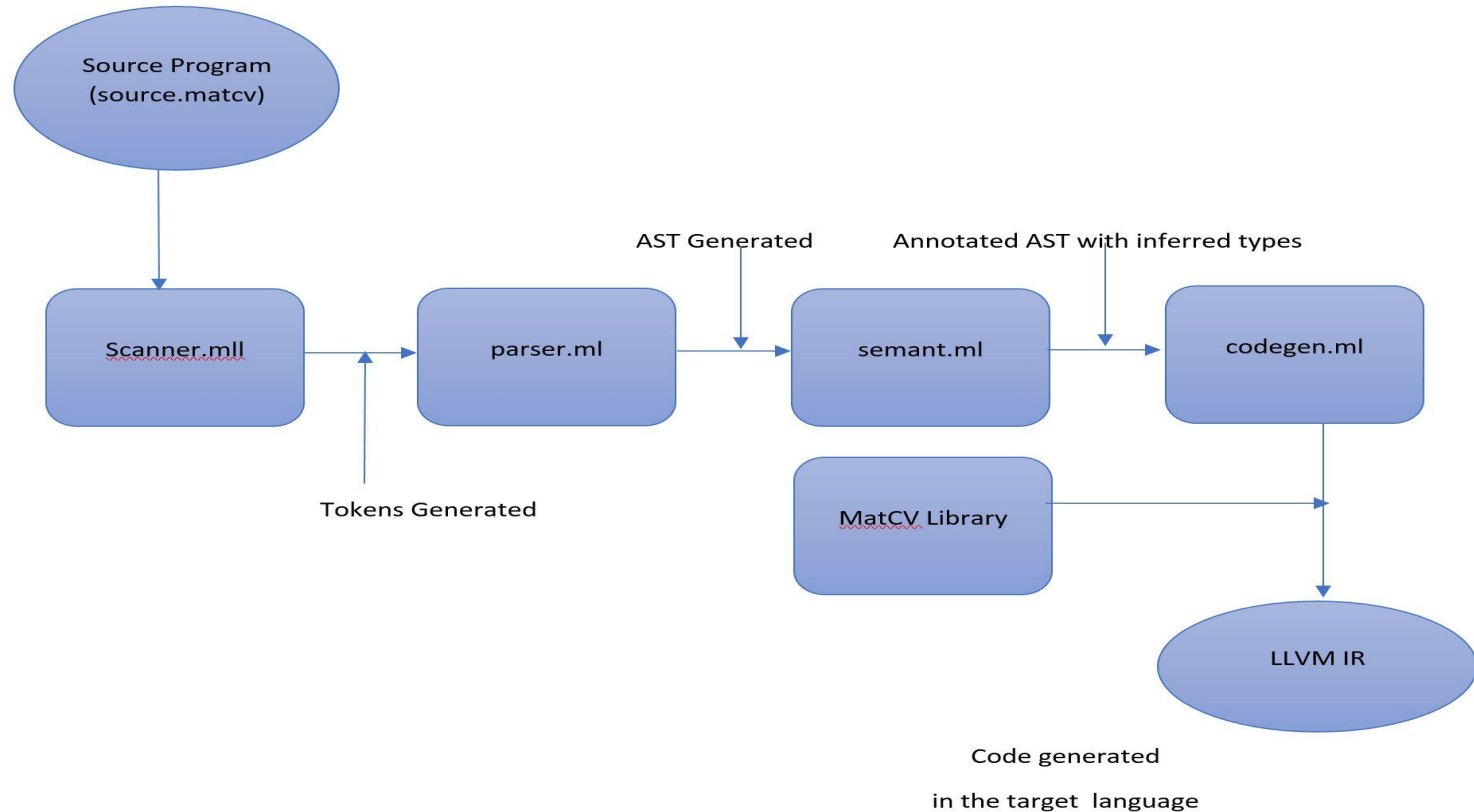 Source Program
(source.matcv)
AST Generated
Annotated AST with inferred types
Scanner.mll
parser.ml
semant.ml
codegen.ml
Tokens Generated
MatCV Library
LLVM IR
Code generated
in the target language